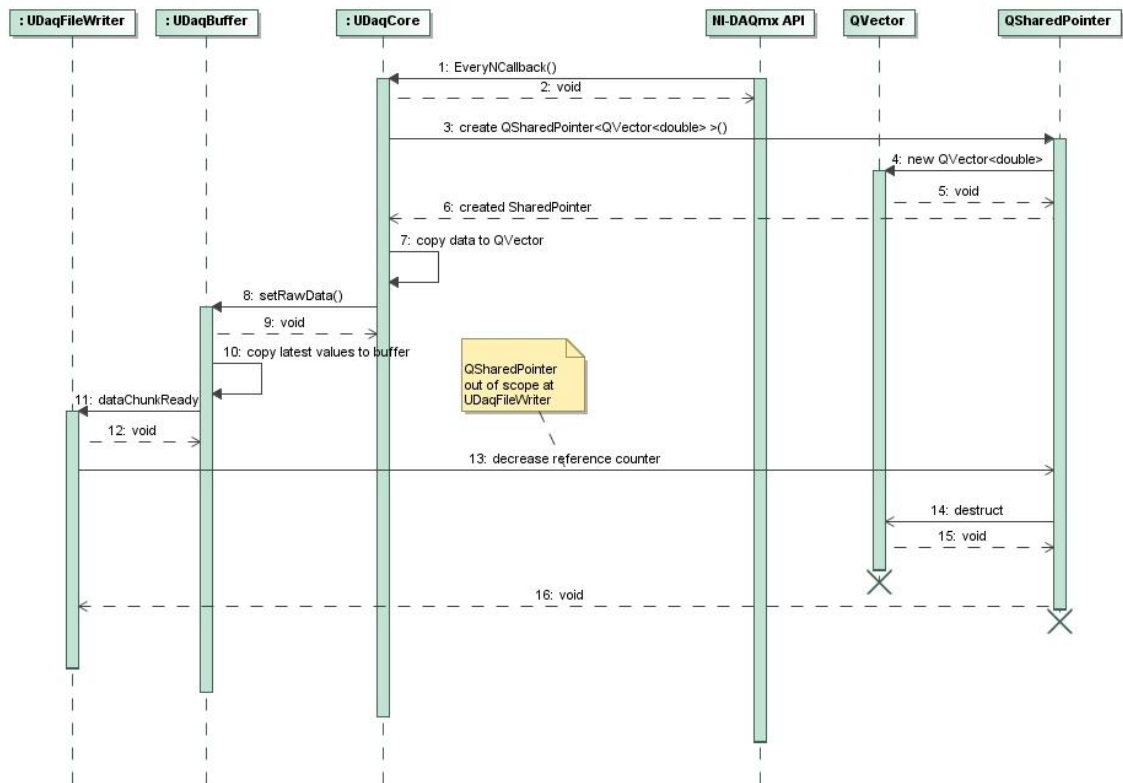 : UDaqFileWriter
: UDaqBuffer
: UDaqCore
NI-DAQmx API
QVector
QSharedPointer
1: EveryNCallback()
2: void
3: create QSharedPointer<QVector<double> >()
4: new QVector<double>
5: void
6: created SharedPointer
7: copy data to QVector
8: setRawData()
9: void
10: copy latest values to buffer
QSharedPointer
out of scope at
UDaqFileWriter
11: dataChunkReady
12: void
13: decrease reference counter
14: destruct
15: void
16: void